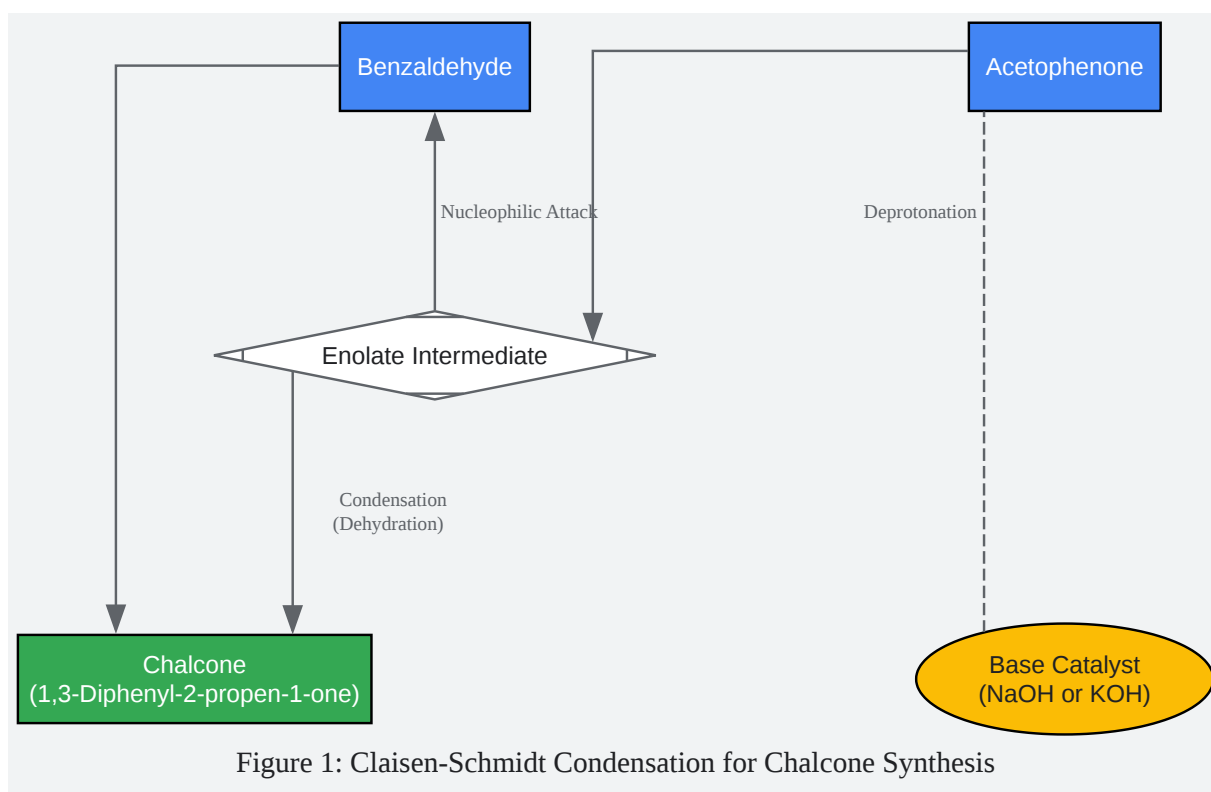 Benzaldehyde
Acetophenone
Nucleophilic Attack
Deprotonation
Enolate Intermediate
Condensation
(Dehydration)
Chalcone
(1,3-Diphenyl-2-propen-1-one)
Base Catalyst
(NaOH or KOH)
Figure 1: Claisen-Schmidt Condensation for Chalcone Synthesis